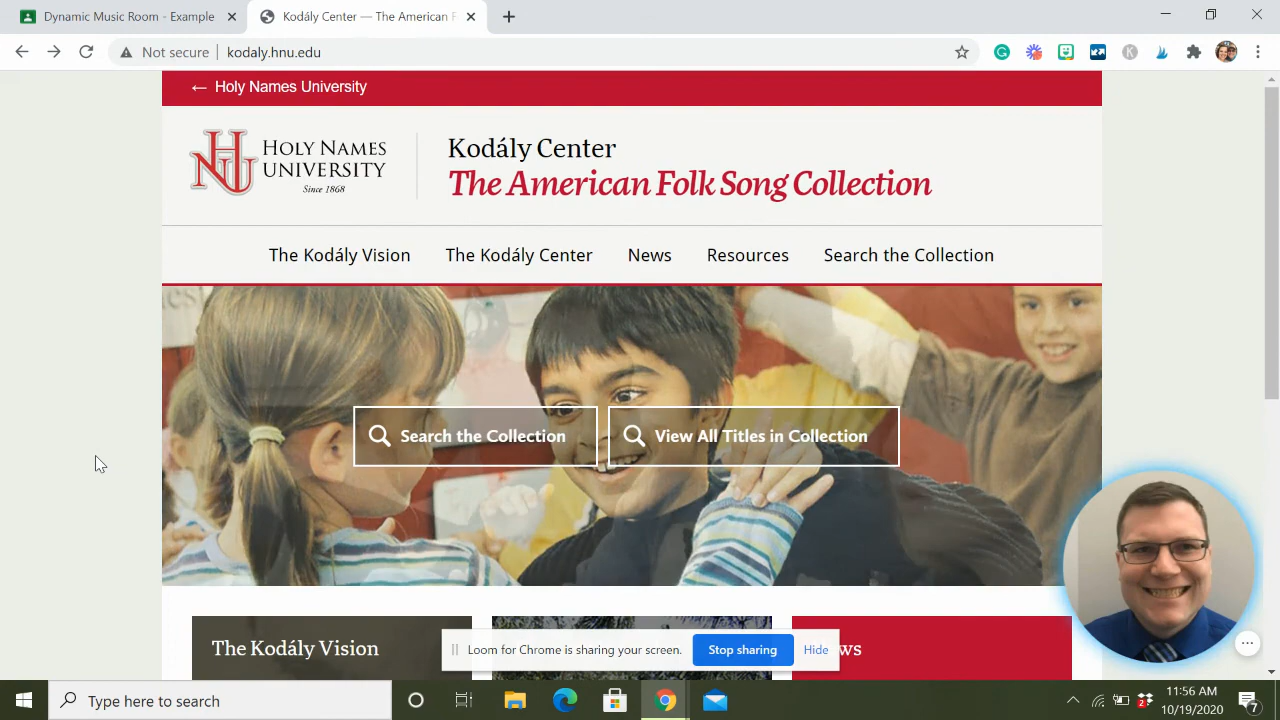 Dynamic Music Room - Example
Kodály Center — The American F
Not secure
kodaly.hnu.edu
← Holy Names University
HNU
HOLY NAMES
UNIVERSITY
Since 1868
Kodály Center
The American Folk Song Collection
The Kodály Vision
The Kodály Center
News
Resources
Search the Collection
Search the Collection
View All Titles in Collection
The Kodály Vision
ws
Loom for Chrome is sharing your screen.
Stop sharing
Hide
Type here to search
2
11:56 AM
10/19/2020
7